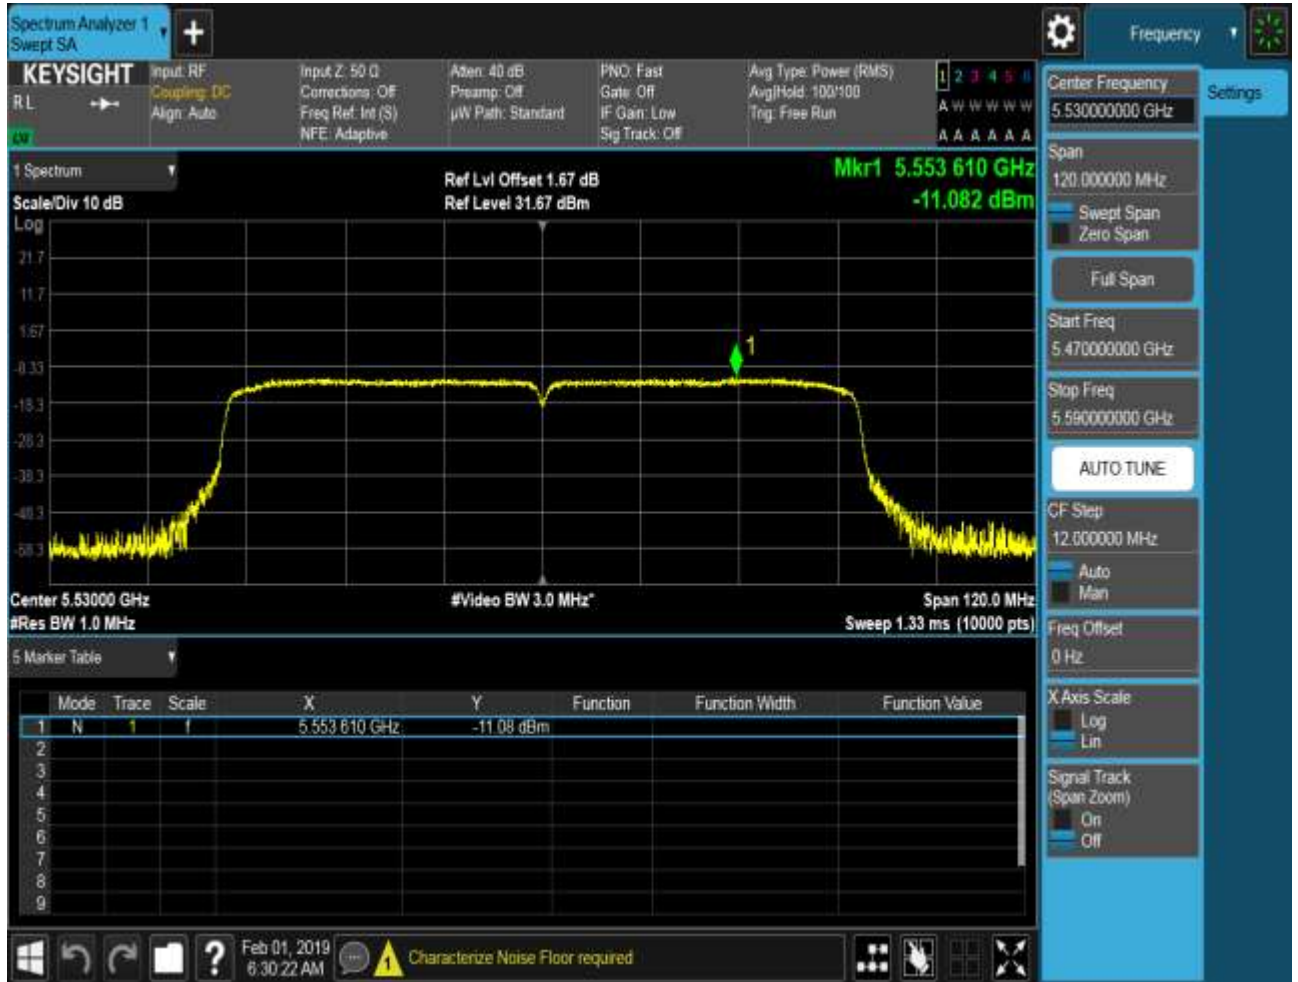 Spectrum Analyzer 1
Swept SA
Frequency
KEYSIGHT
R L
Input: RF
Coupling: DC
Align: Auto
Input Z: 50 Ω
Corrections: Off
Freq Ref: Int (S)
NFE: Adaptive
Atten: 40 dB
Preamp: Off
µW Path: Standard
PNO: Fast
Gate: Off
IF Gain: Low
Sig Track: Off
Avg Type: Power (RMS)
Avg|Hold: 100/100
Trig: Free Run
1 2 3 4 5 6
A W W W W W
A A A A A A
1 Spectrum
Scale/Div 10 dB
Log
Ref Lvl Offset 1.67 dB
Ref Level 31.67 dBm
Mkr1 5.553 610 GHz
-11.082 dBm
21.7
11.7
1.67
-8.33
-18.3
-28.3
-38.3
-48.3
-58.3
1
Center 5.53000 GHz
#Res BW 1.0 MHz
#Video BW 3.0 MHz*
Span 120.0 MHz
Sweep 1.33 ms (10000 pts)
5 Marker Table
Mode Trace Scale X Y Function Function Width Function Value
1 N 1 f 5.553 610 GHz -11.08 dBm
2
3
4
5
6
7
8
9
Feb 01, 2019
6:30:22 AM
1
Characterize Noise Floor required
Settings
Center Frequency
5.530000000 GHz
Span
120.000000 MHz
Swept Span
Zero Span
Full Span
Start Freq
5.470000000 GHz
Stop Freq
5.590000000 GHz
AUTO TUNE
CF Step
12.000000 MHz
Auto
Man
Freq Offset
0 Hz
X Axis Scale
Log
Lin
Signal Track
(Span Zoom)
On
Off